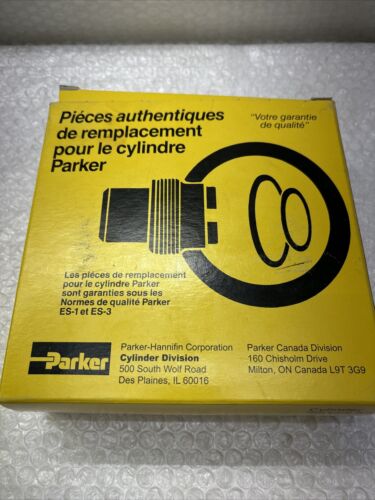 Piéces authentiques
de remplacement
pour le cylindre
Parker
"Votre garantie
de qualité"
Les piéces de remplacement
pour le cylindre Parker
sont garanties sous les
Normes de qualité Parker
ES-1 et ES-3
Parker
Parker-Hannifin Corporation
Cylinder Division
500 South Wolf Road
Des Plaines, IL 60016
Parker Canada Division
160 Chisholm Drive
Milton, ON Canada L9T 3G9